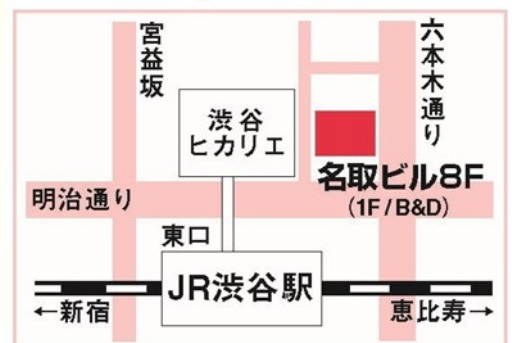 宮益坂
六本木通り
渋谷
ヒカリエ
名取ビル8F
(1F/B&D)
明治通り
東口
JR渋谷駅
←新宿
恵比寿→